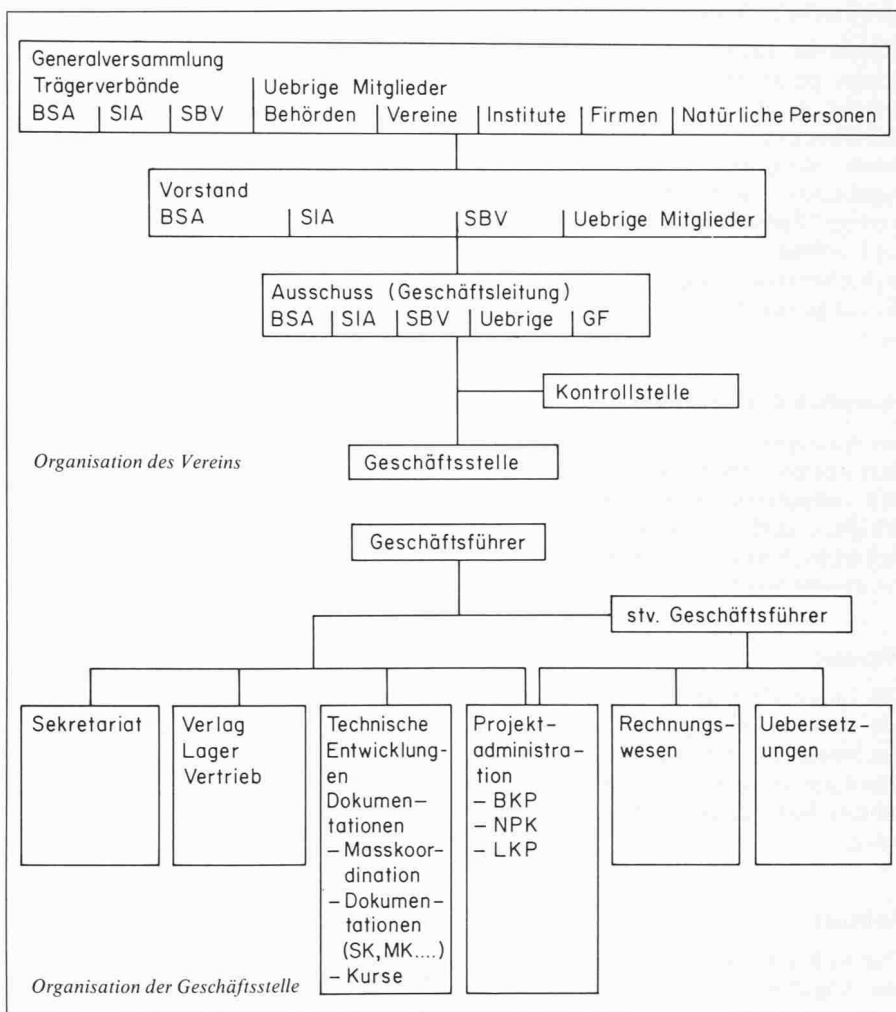 Generalversammlung
Trägerverbände Uebrige Mitglieder
BSA SIA SBV Behörden Vereine Institute Firmen Natürliche Personen
Vorstand
BSA SIA SBV Uebrige Mitglieder
Ausschuss (Geschäftsleitung)
BSA SIA SBV Uebrige GF
Kontrollstelle
Organisation des Vereins
Geschäftsstelle
Geschäftsführer
stv. Geschäftsführer
Sekretariat
Verlag
Lager
Vertrieb
Technische
Entwicklung-
en
Dokumen-
tationen
– Masskoor-
dination
– Dokumen-
tationen
(SK, MK....)
– Kurse
Projekt-
administra-
tion
– BKP
– NPK
– LKP
Rechnungs-
wesen
Uebersetz-
ungen
Organisation der Geschäftsstelle